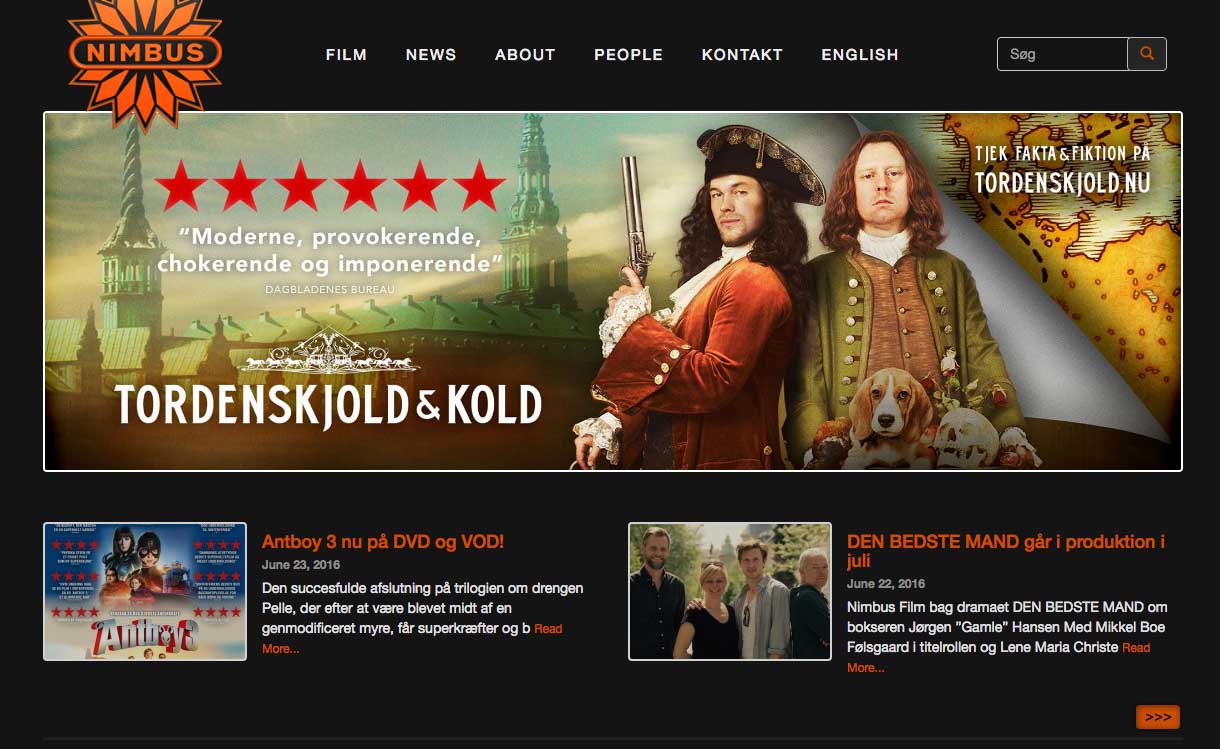 NIMBUS
FILM NEWS ABOUT PEOPLE KONTAKT ENGLISH
Søg
TJEK FAKTA & FIKTION PÅ
TORDENSKJOLD.NU
”Moderne, provokerende,
chokerende og imponerende”
DAGBLADENES BUREAU
TORDENSKJOLD & KOLD
Antboy3
Antboy 3 nu på DVD og VOD!
June 23, 2016
Den succesfulde afslutning på trilogien om drengen
Pelle, der efter at være blevet midt af en
genmodificeret myre, får superkræfter og b Read
More...
DEN BEDSTE MAND går i produktion i
juli
June 22, 2016
Nimbus Film bag dramaet DEN BEDSTE MAND om
bokseren Jørgen ”Gamle” Hansen Med Mikkel Boe
Følsgaard i titelrollen og Lene Maria Christe Read
More...
>>>